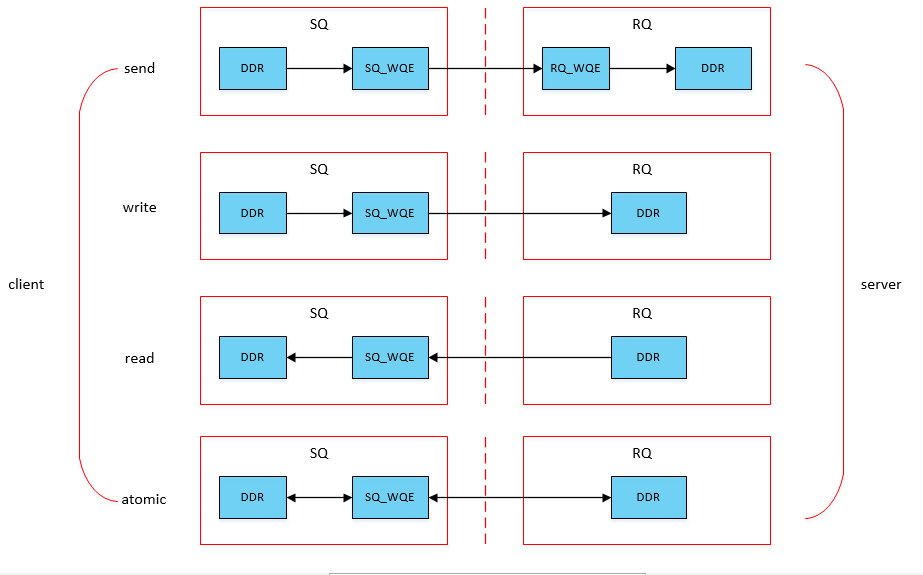 SQ
RQ
send
DDR
SQ_WQE
RQ_WQE
DDR
SQ
RQ
write
DDR
SQ_WQE
DDR
client
server
SQ
RQ
read
DDR
SQ_WQE
DDR
SQ
RQ
atomic
DDR
SQ_WQE
DDR